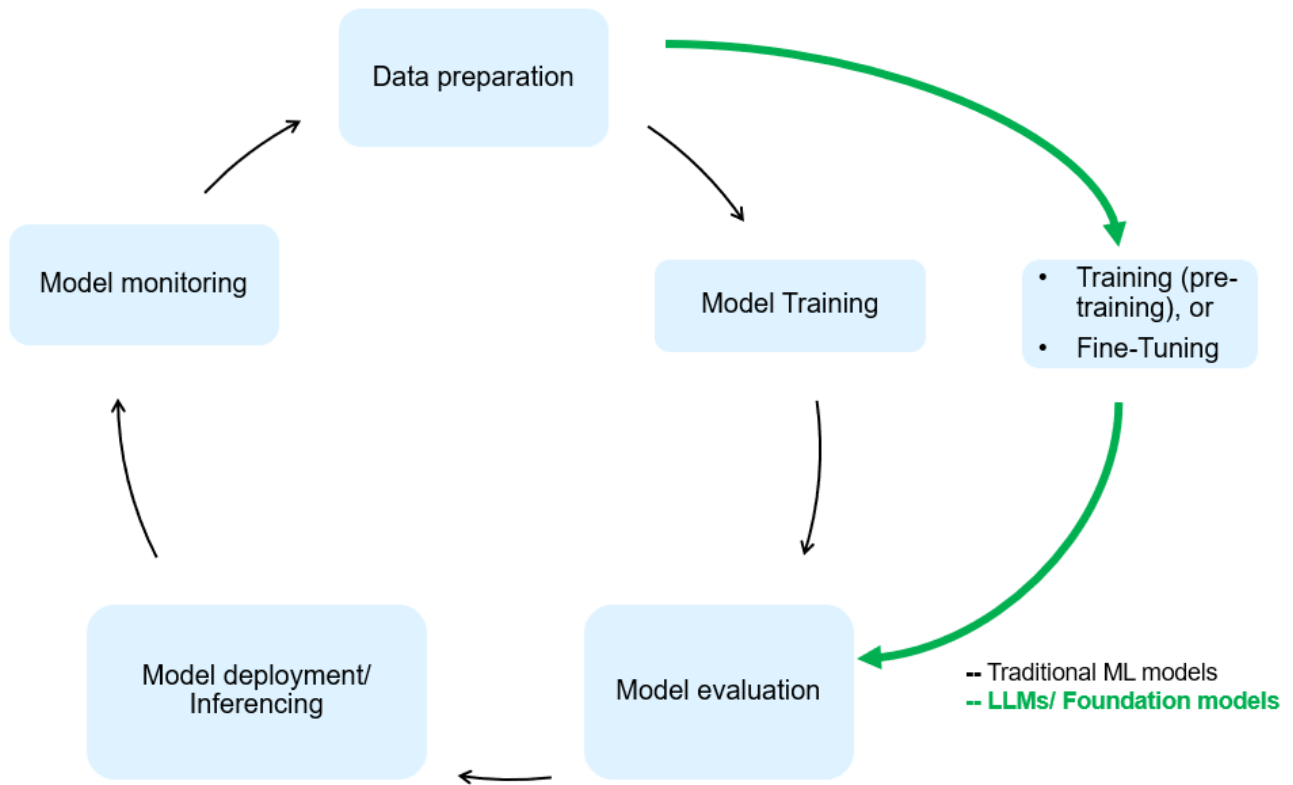 Data preparation
Model monitoring
Model Training
• Training (pre-
training), or
• Fine-Tuning
Model deployment/
Inferencing
Model evaluation
-- Traditional ML models
-- LLMs/ Foundation models